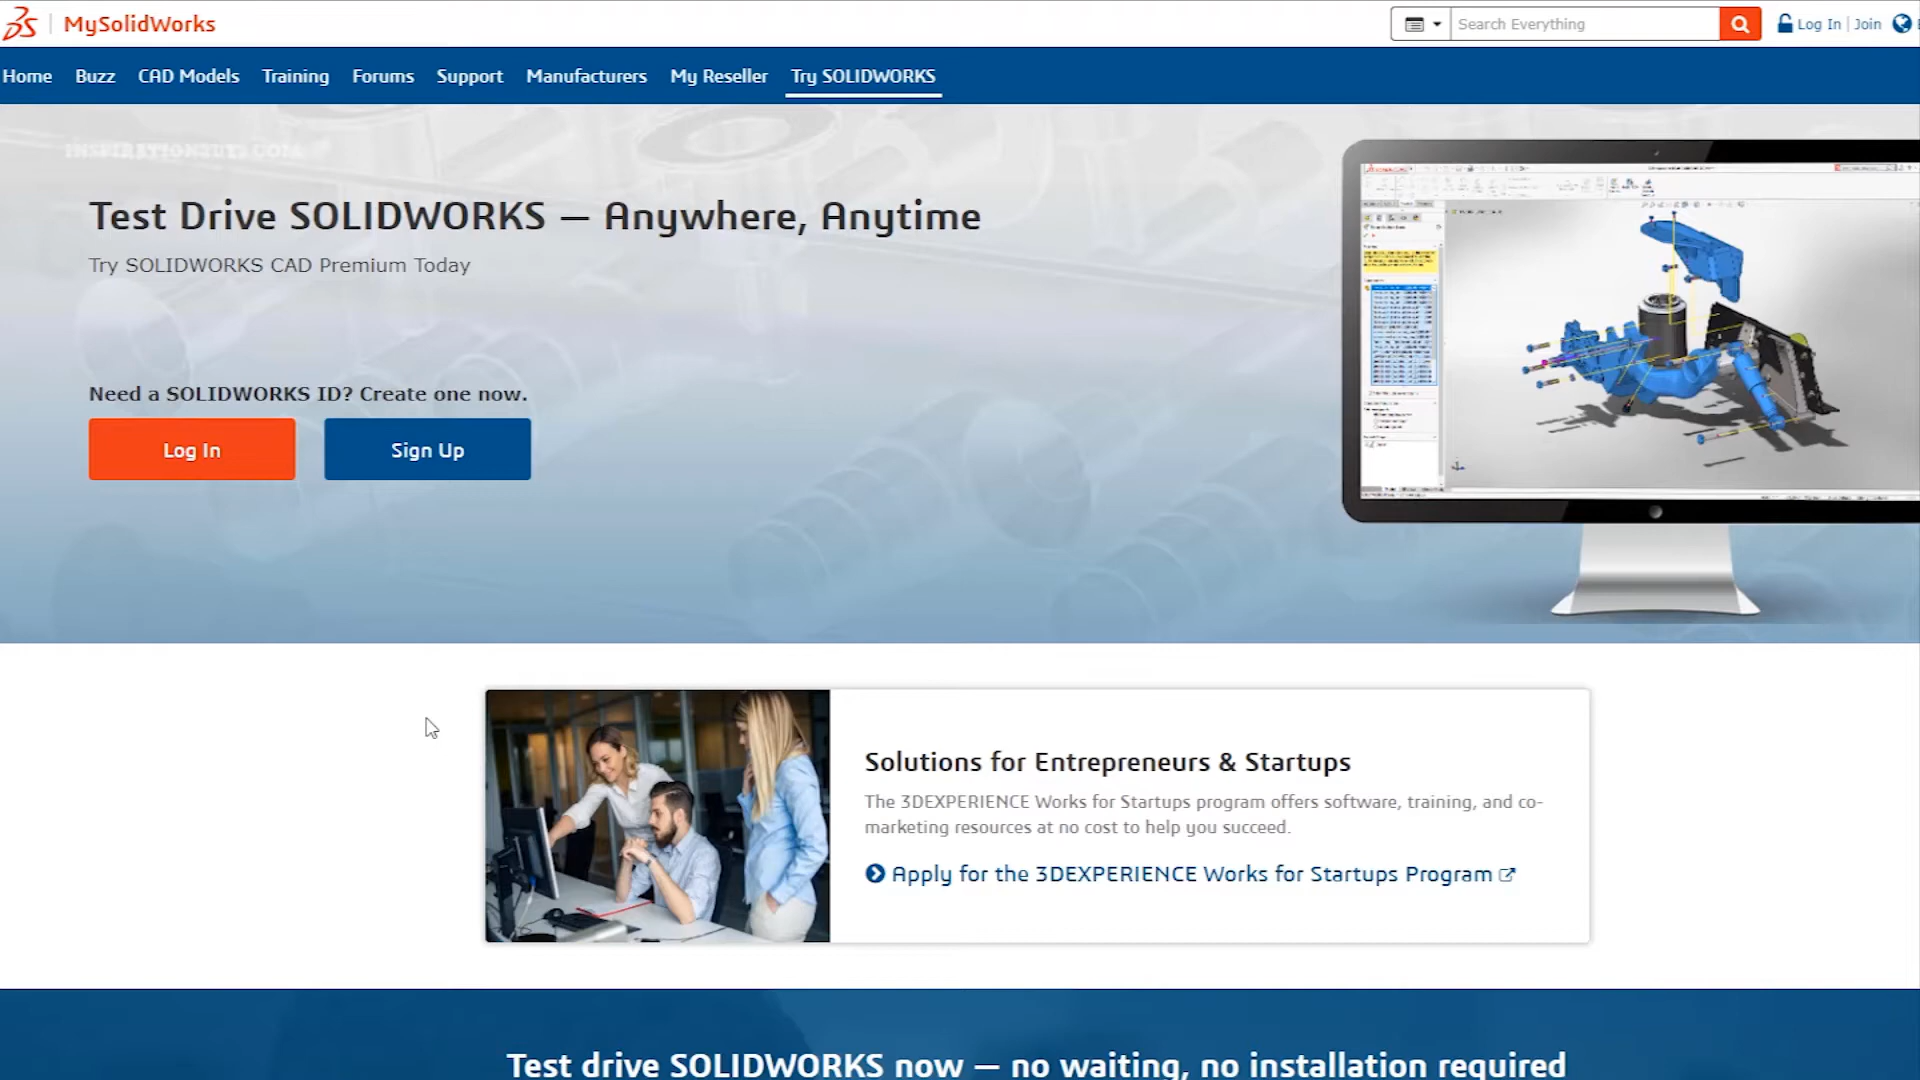 MySolidWorks
Search Everything
Log In | Join
Home Buzz CAD Models Training Forums Support Manufacturers My Reseller Try SOLIDWORKS
INSPIRATIONTUTS.COM
Test Drive SOLIDWORKS — Anywhere, Anytime
Try SOLIDWORKS CAD Premium Today
Need a SOLIDWORKS ID? Create one now.
Log In
Sign Up
Solutions for Entrepreneurs & Startups
The 3DEXPERIENCE Works for Startups program offers software, training, and co-
marketing resources at no cost to help you succeed.
Apply for the 3DEXPERIENCE Works for Startups Program
Test drive SOLIDWORKS now — no waiting, no installation required